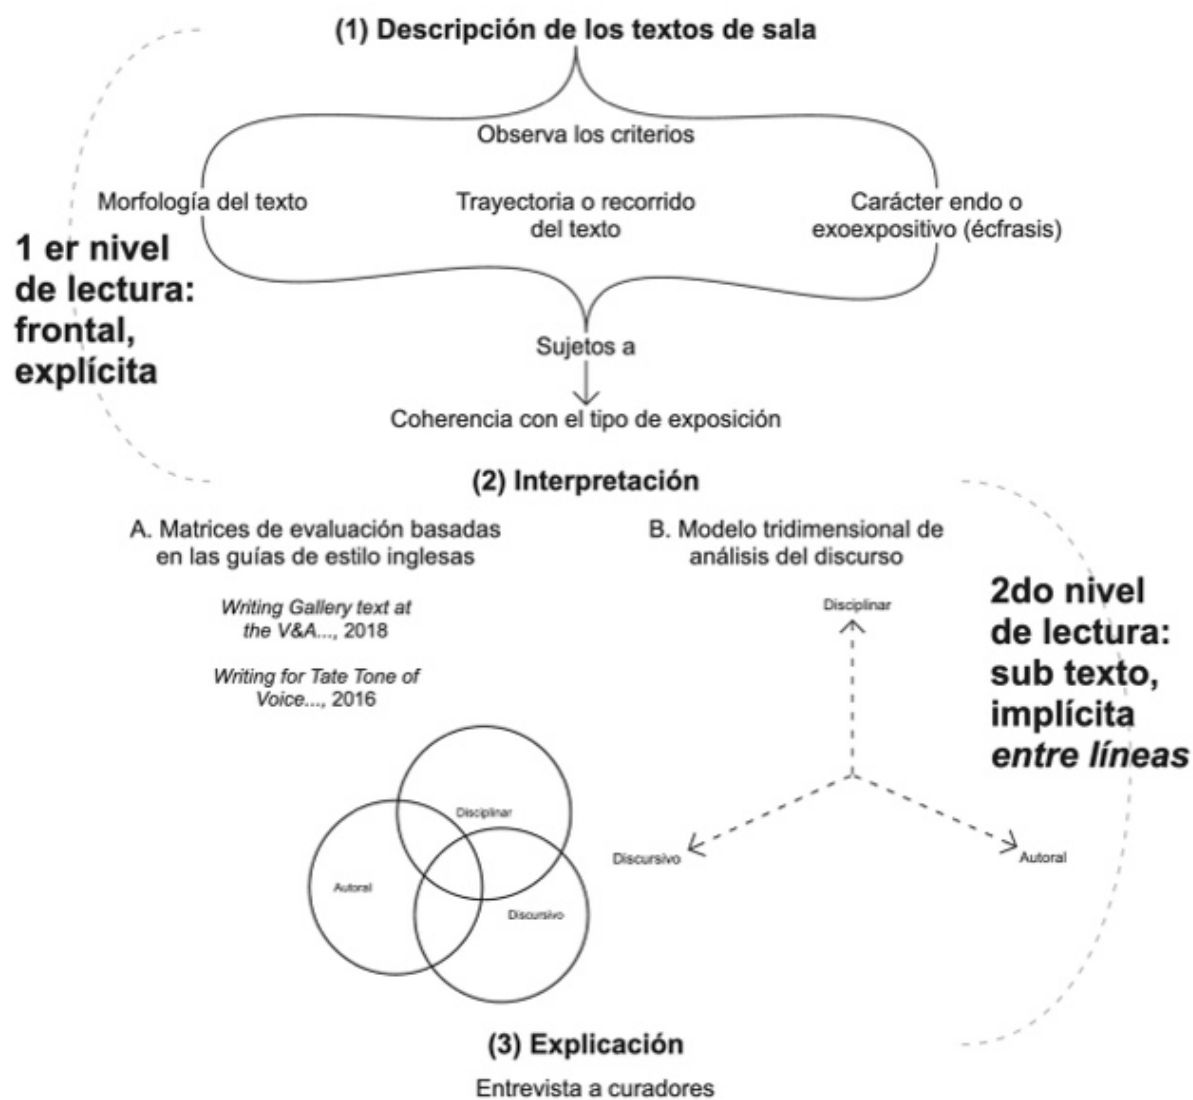 (1) Descripción de los textos de sala
Observa los criterios
Morfología del texto
Trayectoria o recorrido
del texto
Carácter endo o
exoexpositivo (écfrasis)
1 er nivel
de lectura:
frontal,
explícita
Sujetos a
Coherencia con el tipo de exposición
(2) Interpretación
A. Matrices de evaluación basadas
en las guías de estilo inglesas
Writing Gallery text at
the V&A..., 2018
Writing for Tate Tone of
Voice..., 2016
Disciplinar
Autoral
Discursivo
B. Modelo tridimensional de
análisis del discurso
Disciplinar
Discursivo
Autoral
2do nivel
de lectura:
sub texto,
implícita
entre líneas
(3) Explicación
Entrevista a curadores